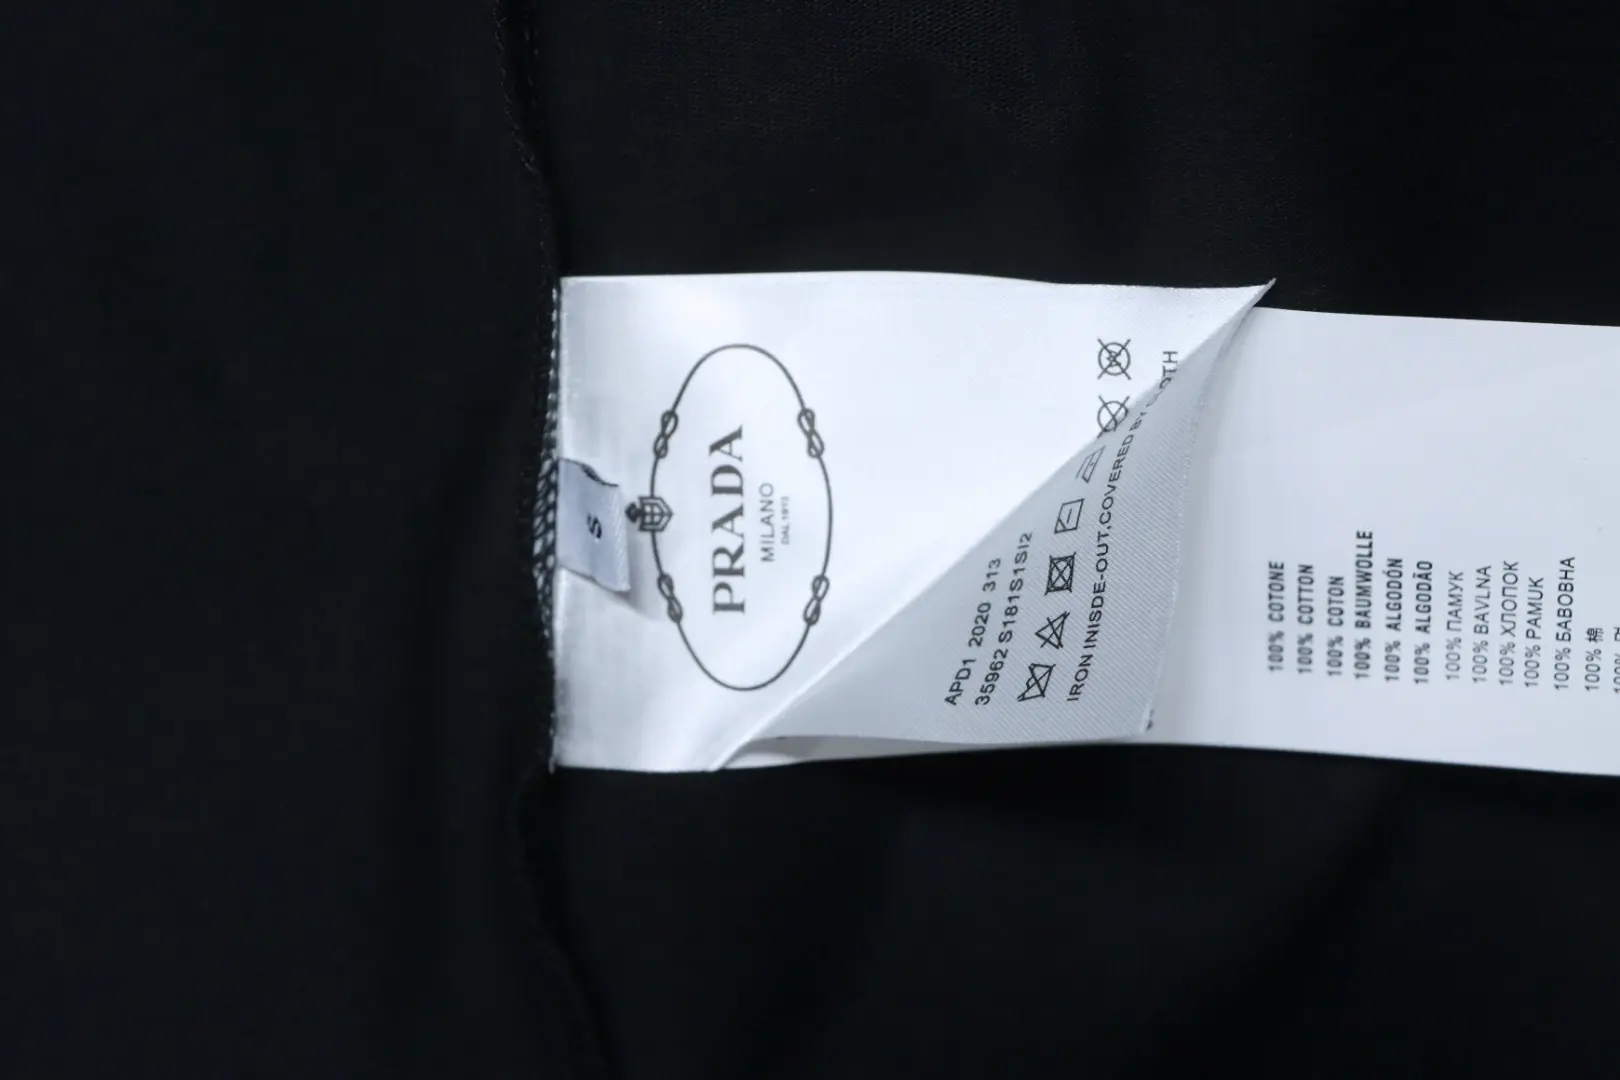 S
PRADA
MILANO
DAL 1913
APD1 2020 313
35962 S181S1SI2
IRON INISDE-OUT,COVERED BY CLOTH
100% COTONE
100% COTTON
100% COTON
100% BAUMWOLLE
100% ALGODÓN
100% ALGODÃO
100% ПАМУК
100% BAVLNA
100% ХЛОПОК
100% PAMUK
100% БАВОВНА
100% 棉
100%